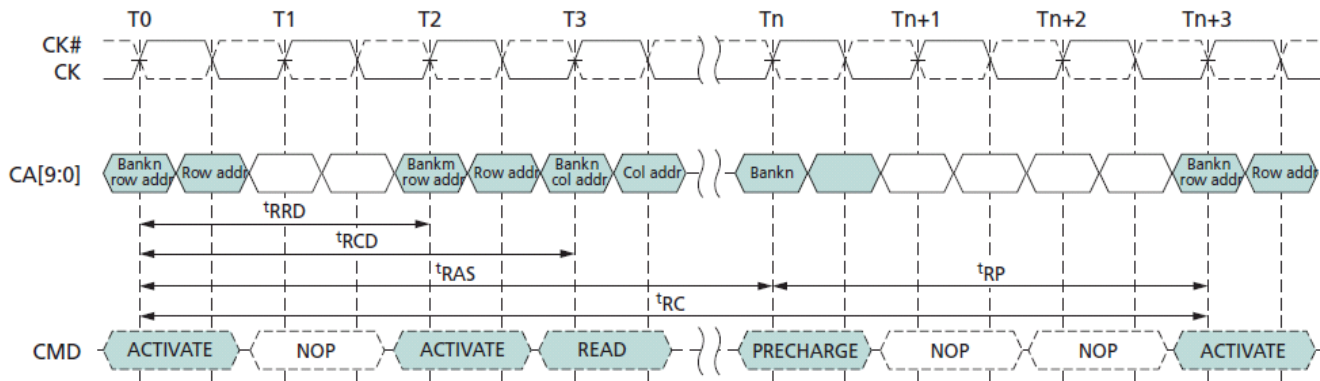 T0 T1 T2 T3 Tn Tn+1 Tn+2 Tn+3
CK#
CK
CA[9:0]
Bankn
row addr
Row addr
Bankm
row addr
Row addr
Bankn
col addr
Col addr
Bankn
Bankn
row addr
Row addr
tRRD
tRCD
tRAS
tRP
tRC
CMD ACTIVATE NOP ACTIVATE READ PRECHARGE NOP NOP ACTIVATE